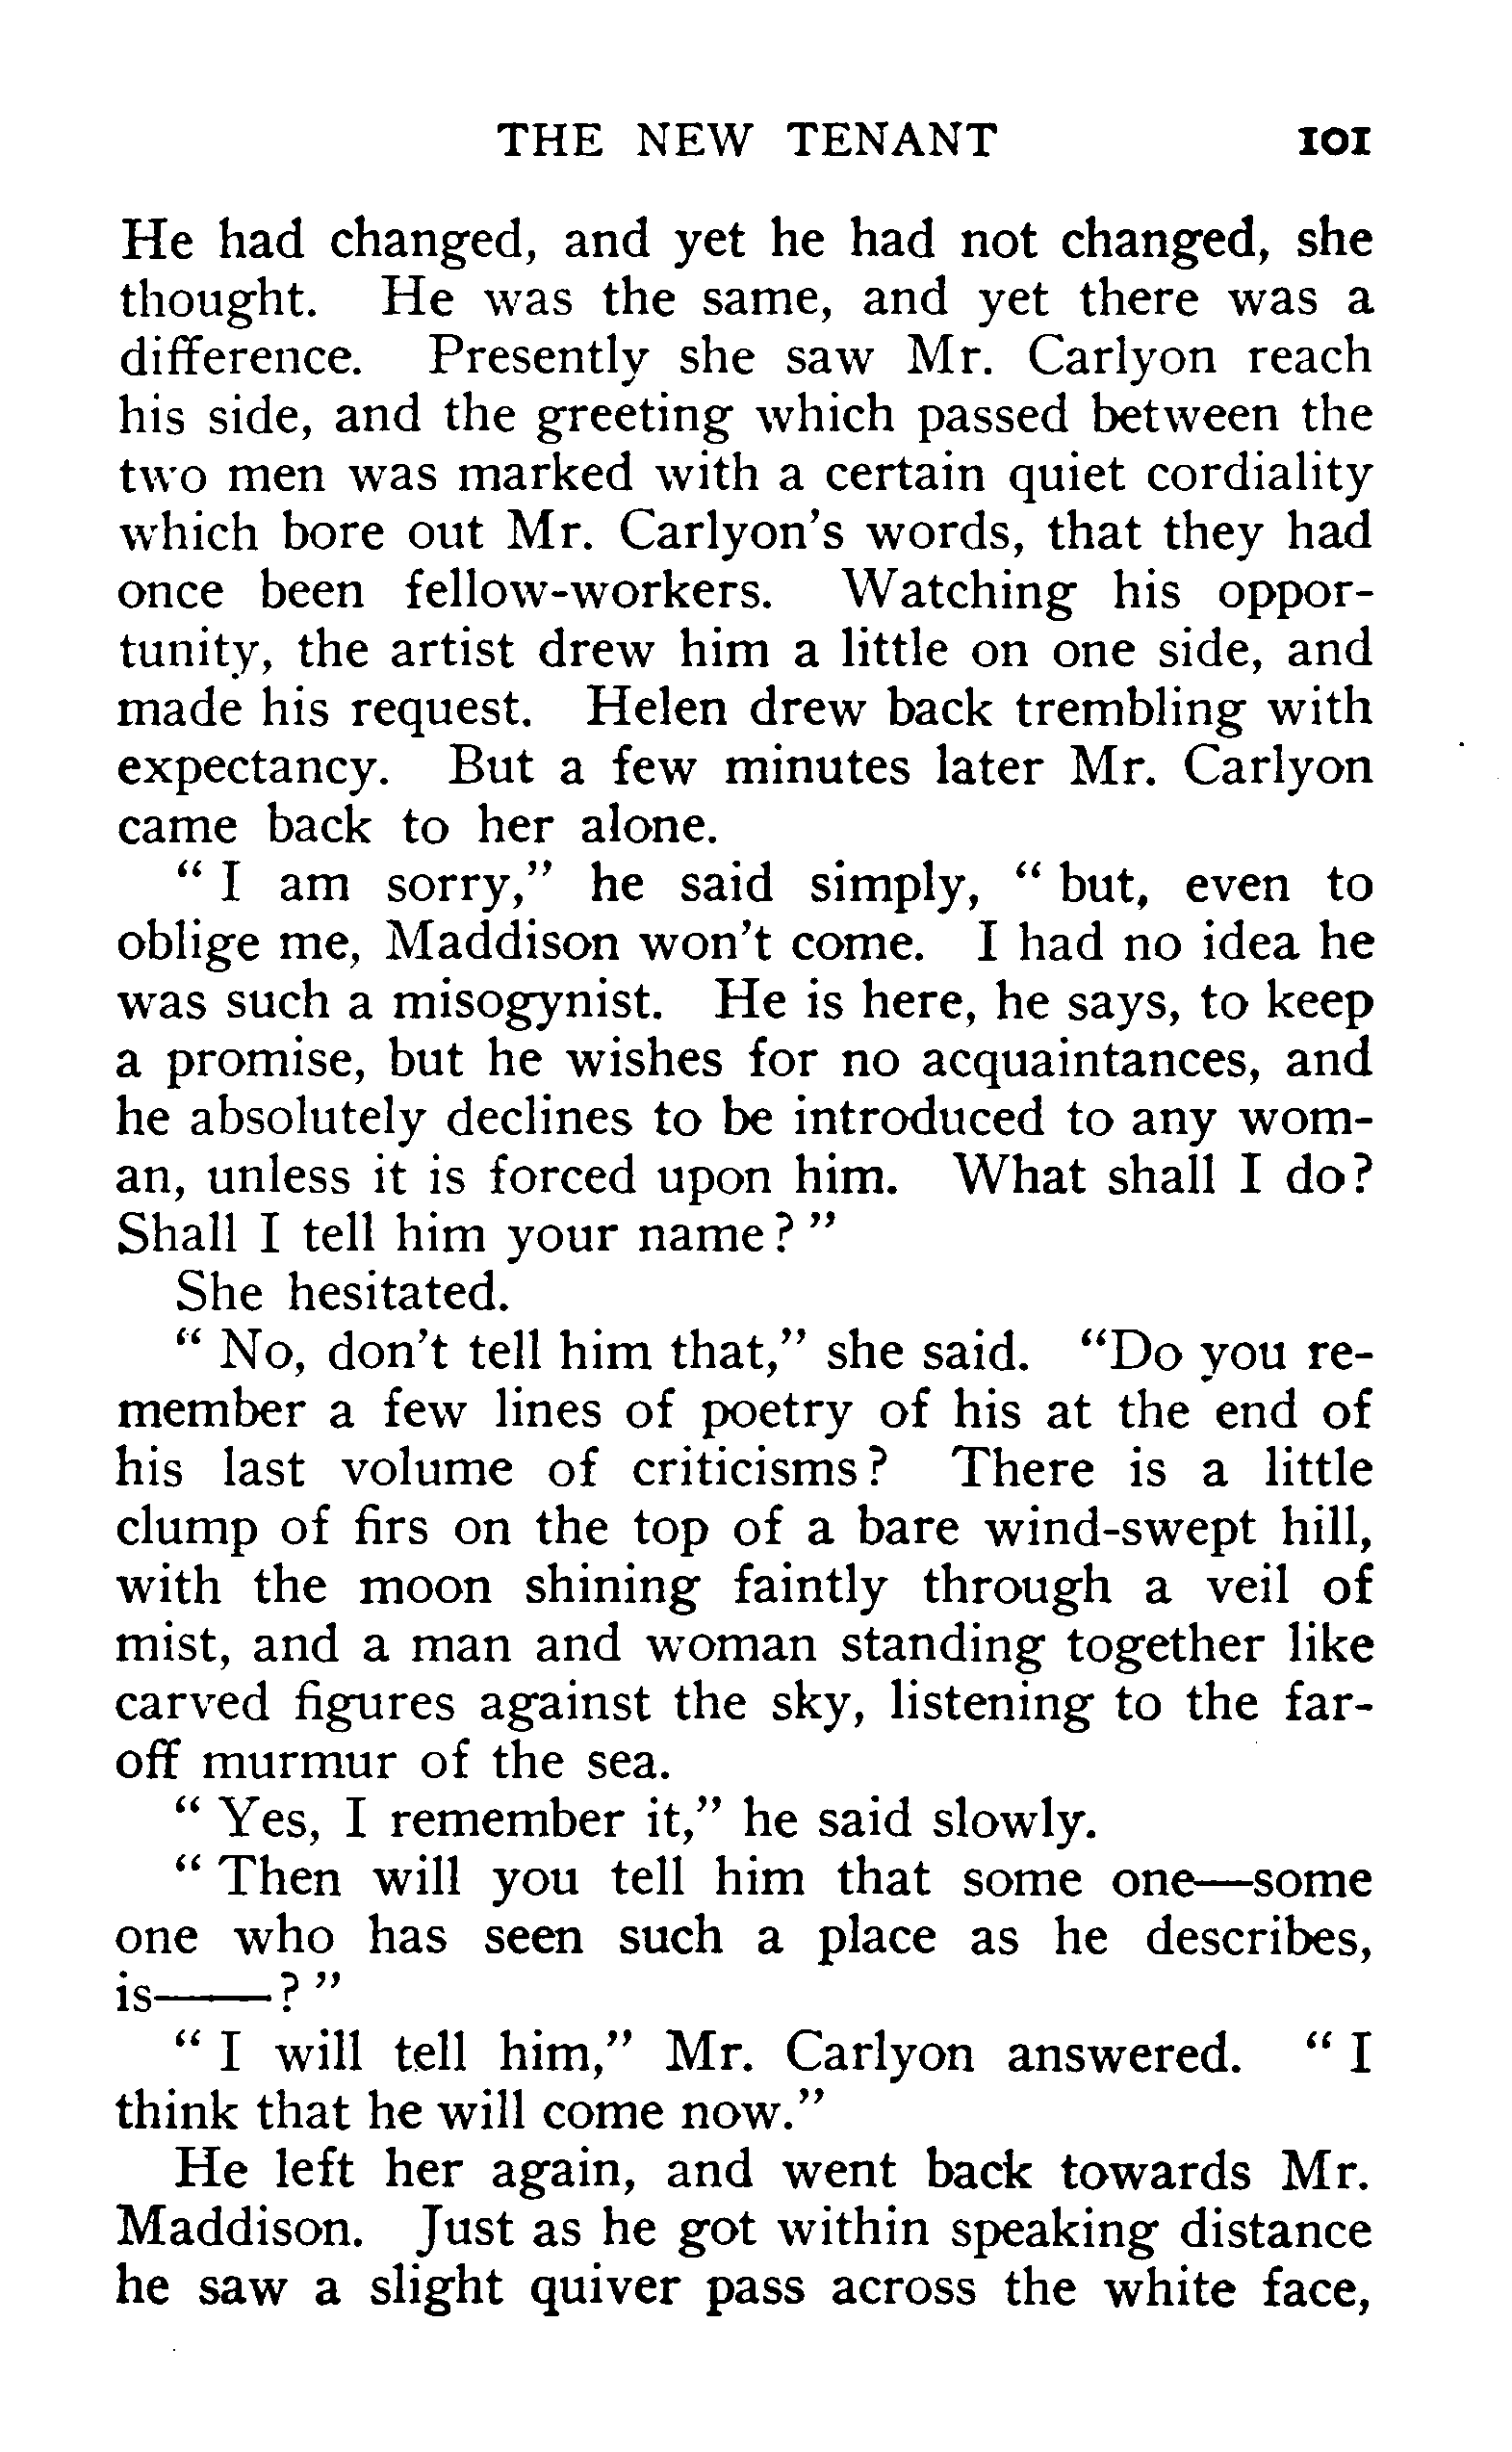 THE NEW TENANT 101
He had changed, and yet he had not changed, she
thought. He was the same, and yet there was a
difference. Presently she saw Mr. Carlyon reach
his side, and the greeting which passed between the
two men was marked with a certain quiet cordiality
which bore out Mr. Carlyon's words, that they had
once been fellow-workers. Watching his oppor-
tunity, the artist drew him a little on one side, and
made his request. Helen drew back trembling with
expectancy. But a few minutes later Mr. Carlyon
came back to her alone.
“ I am sorry,” he said simply, “ but, even to
oblige me, Maddison won't come. I had no idea he
was such a misogynist. He is here, he says, to keep
a promise, but he wishes for no acquaintances, and
he absolutely declines to be introduced to any wom-
an, unless it is forced upon him. What shall I do?
Shall I tell him your name? ”
She hesitated.
“ No, don't tell him that,” she said. “Do you re-
member a few lines of poetry of his at the end of
his last volume of criticisms? There is a little
clump of firs on the top of a bare wind-swept hill,
with the moon shining faintly through a veil of
mist, and a man and woman standing together like
carved figures against the sky, listening to the far-
off murmur of the sea.
“ Yes, I remember it,” he said slowly.
“ Then will you tell him that some one—some
one who has seen such a place as he describes,
is——? ”
“ I will tell him,” Mr. Carlyon answered. “ I
think that he will come now.”
He left her again, and went back towards Mr.
Maddison. Just as he got within speaking distance
he saw a slight quiver pass across the white face,